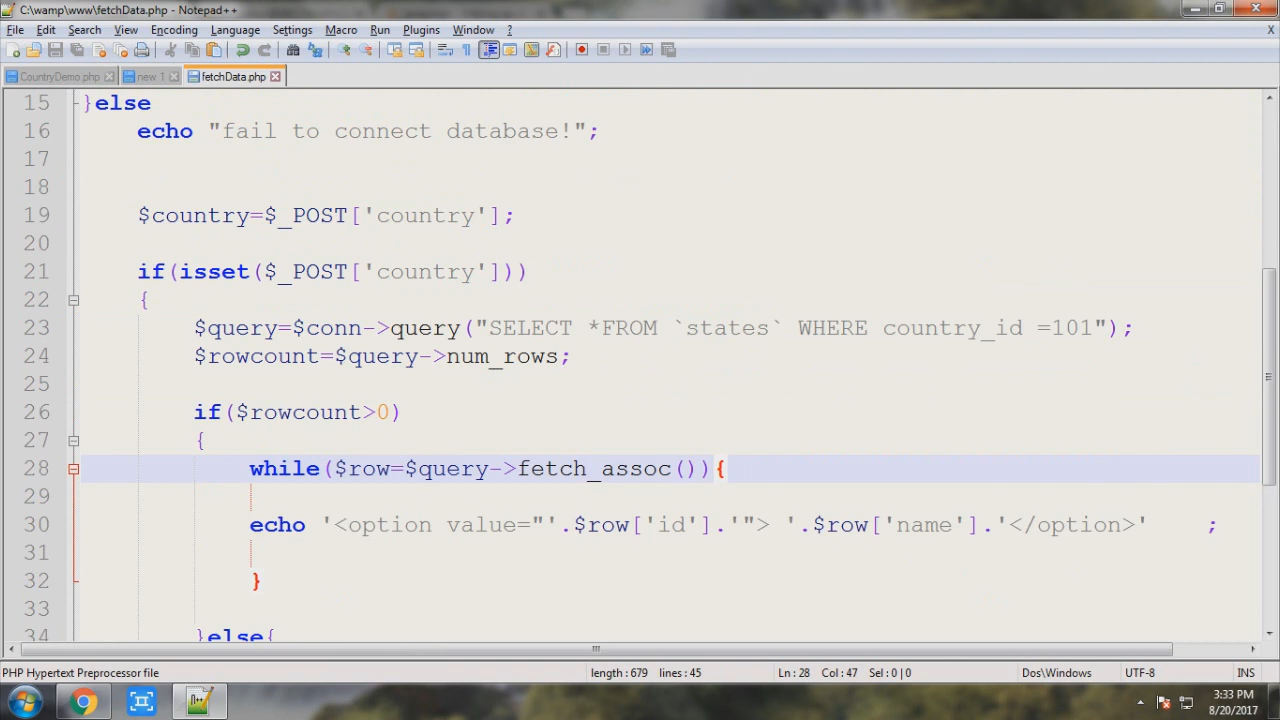 C:\wamp\www\fetchData.php - Notepad++
File Edit Search View Encoding Language Settings Macro Run Plugins Window ? X
CountryDemo.php new 1 fetchData.php
15 }else
16 echo "fail to connect database!";
17
18
19 $country=$_POST['country'];
20
21 if(isset($_POST['country']))
22 {
23 $query=$conn->query("SELECT *FROM `states` WHERE country_id =101");
24 $rowcount=$query->num_rows;
25
26 if($rowcount>0)
27 {
28 while($row=$query->fetch_assoc()){
29
30 echo '<option value="'.$row['id'].'"> '.$row['name'].'</option>' ;
31
32 }
33
34 }else{
PHP Hypertext Preprocessor file length : 679 lines : 45 Ln : 28 Col : 47 Sel : 0 | 0 Dos\Windows UTF-8 INS
3:33 PM
8/20/2017